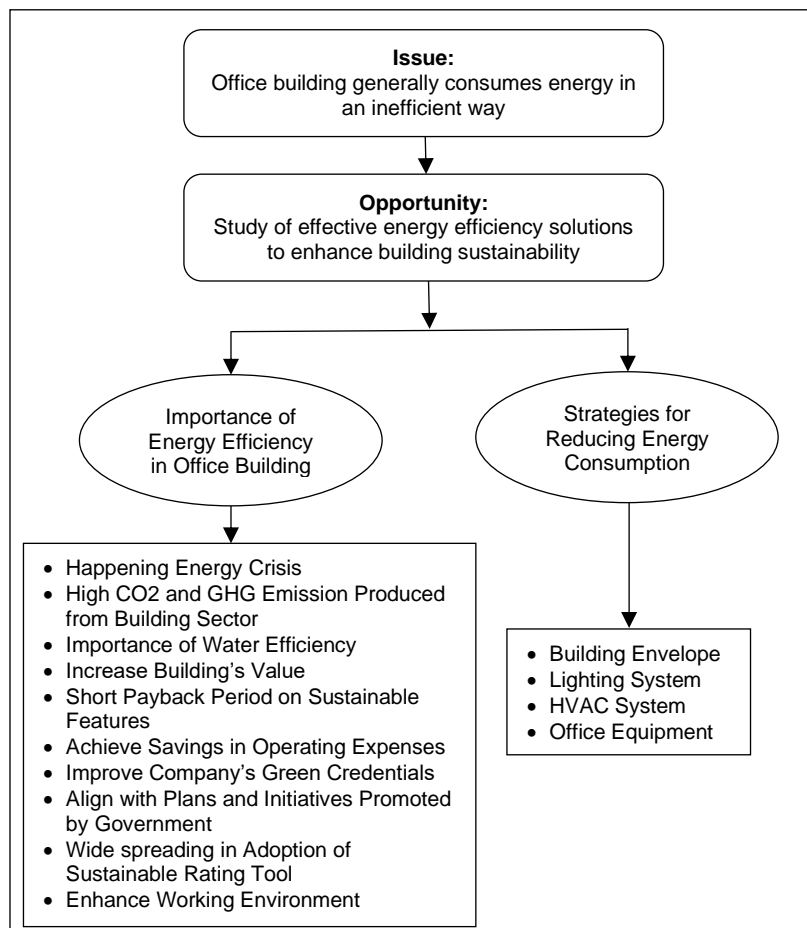 Issue:
Office building generally consumes energy in
an inefficient way
Opportunity:
Study of effective energy efficiency solutions
to enhance building sustainability
Importance of
Energy Efficiency
in Office Building
Strategies for
Reducing Energy
Consumption
• Happening Energy Crisis
• High CO2 and GHG Emission Produced
from Building Sector
• Importance of Water Efficiency
• Increase Building's Value
• Short Payback Period on Sustainable
Features
• Achieve Savings in Operating Expenses
• Improve Company's Green Credentials
• Align with Plans and Initiatives Promoted
by Government
• Wide spreading in Adoption of
Sustainable Rating Tool
• Enhance Working Environment
• Building Envelope
• Lighting System
• HVAC System
• Office Equipment